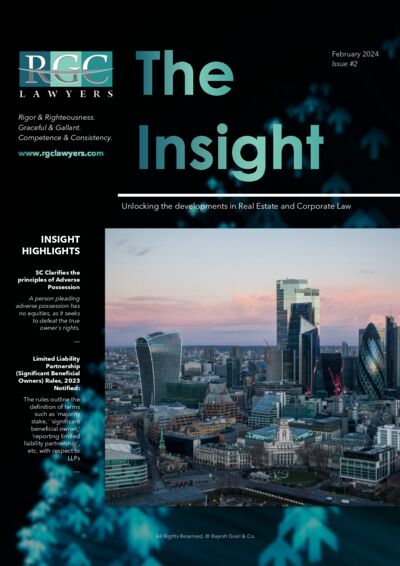 RGC
LAWYERS
Rigor & Righteousness.
Graceful & Gallant.
Competence & Consistency.
www.rgclawyers.com
The
Insight
February 2024
Issue #2
Unlocking the developments in Real Estate and Corporate Law
INSIGHT
HIGHLIGHTS
SC Clarifies the
principles of Adverse
Possession
A person pleading
adverse possession has
no equities, as it seeks
to defeat the true
owner's rights.
—
Limited Liability
Partnership
(Significant Beneficial
Owners) Rules, 2023
Notified:
The rules outline the
definition of terms
such as 'majority
stake,' 'significant
beneficial owner,'
'reporting limited
liability partnership',
etc. with respect to
LLPs
All Rights Reserved. © Rajesh Goel & Co.